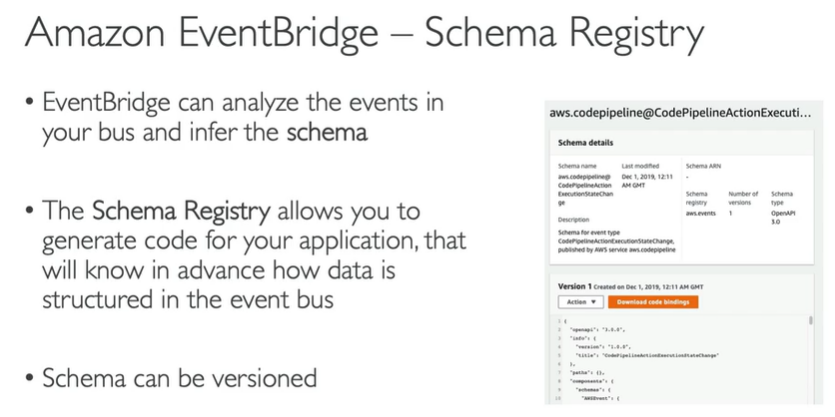 Amazon EventBridge – Schema Registry
• EventBridge can analyze the events in
your bus and infer the schema
• The Schema Registry allows you to
generate code for your application, that
will know in advance how data is
structured in the event bus
• Schema can be versioned
aws.codepipeline@CodePipelineActionExecuti...
Schema details
Schema name
aws.codepipeline@
CodePipelineAction
ExecutionStateChan
ge
Last modified
Dec 1, 2019, 12:11
AM GMT
Schema ARN
-
Schema
registry
aws.events
Number of
versions
1
Schema
type
OpenAPI
3.0
Description
Schema for event type
CodePipelineActionExecutionStateChange,
published by AWS service aws.codepipeline
Version 1 Created on Dec 1, 2019, 12:11 AM GMT
Action ▼
Download code bindings
1 {
2 "openapi": "3.0.0",
3 "info": {
4 "version": "1.0.0",
5 "title": "CodePipelineActionExecutionStateChange"
6 },
7 "paths": {},
8 "components": {
9 "schemas": {
10 "AWSEvent": {